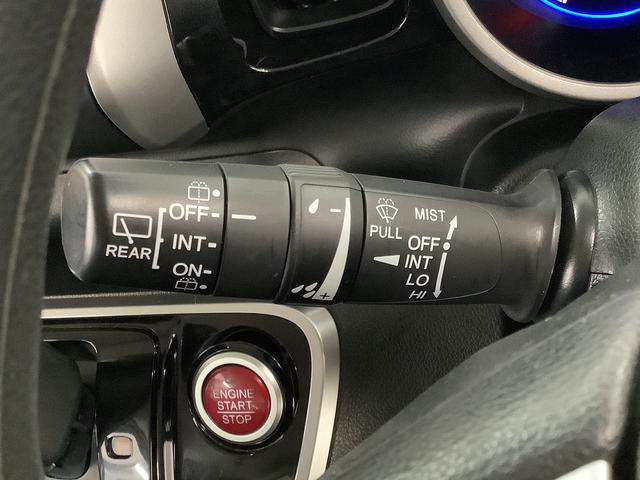 REAR
OFF
INT
ON
- 
+
PULL
MIST
OFF
INT
LO
HI
ENGINE
START
STOP